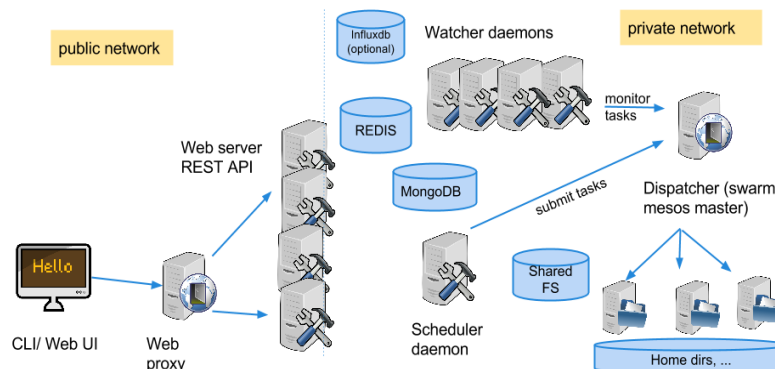 public network
Influxdb
(optional)
Watcher daemons
private network
REDIS
monitor
tasks
Web server
REST API
MongoDB
submit tasks
Dispatcher (swarm
mesos master)
Hello
Shared
FS
CLI/ Web UI
Web
proxy
Scheduler
daemon
Home dirs, ...